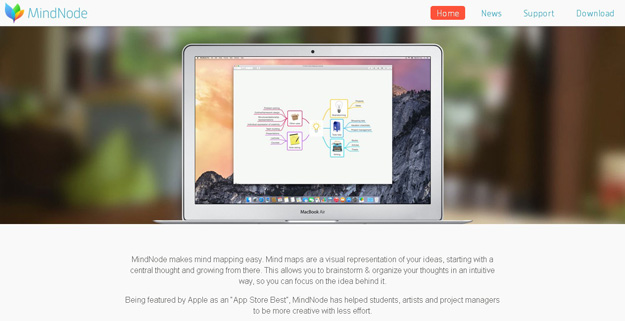 MindNode
Home
News
Support
Download
MacBook Air
MindNode makes mind mapping easy. Mind maps are a visual representation of your ideas, starting with a
central thought and growing from there. This allows you to brainstorm & organize your thoughts in an intuitive
way, so you can focus on the idea behind it.
Being featured by Apple as an "App Store Best", MindNode has helped students, artists and project managers
to be more creative with less effort.